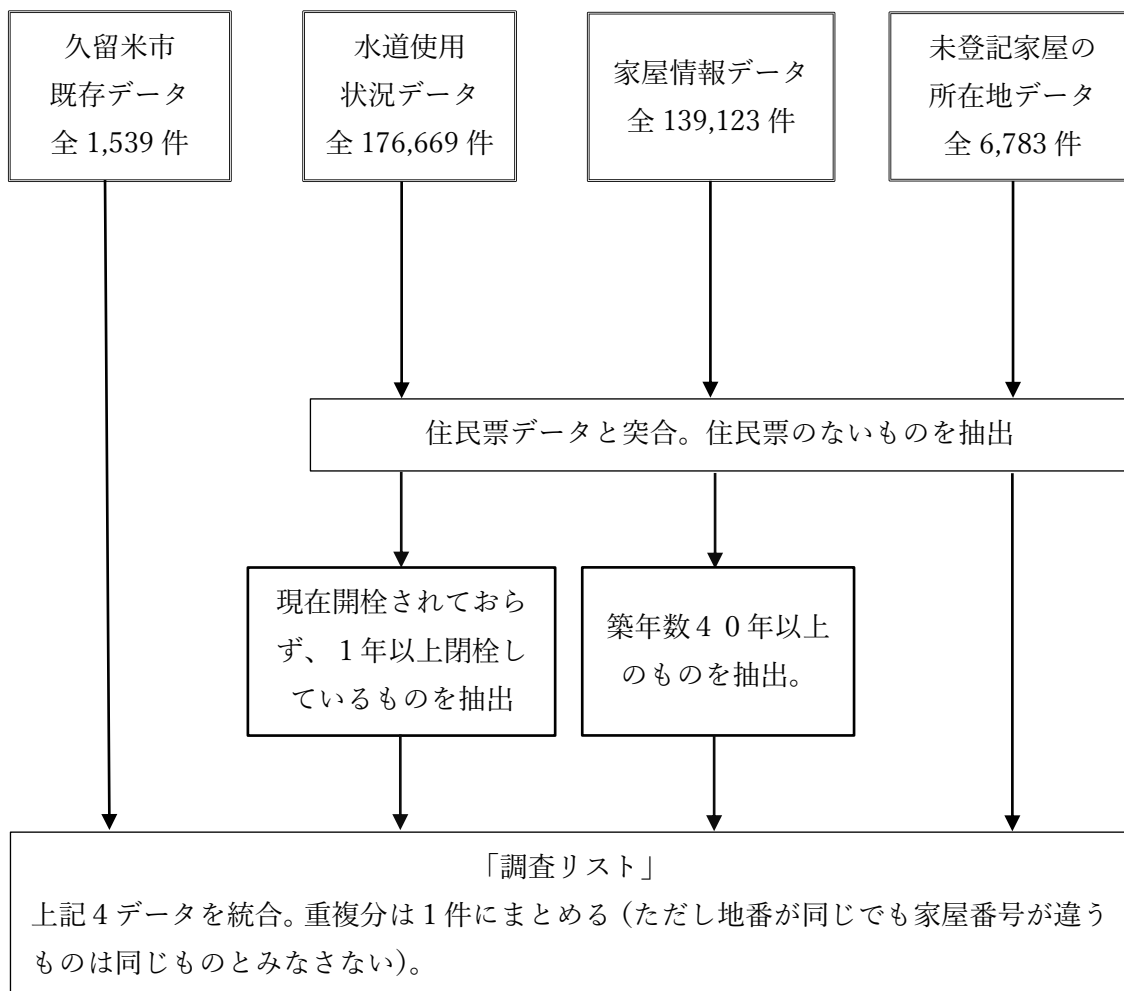 久留米市
既存データ
全 1,539 件
水道使用
状況データ
全 176,669 件
家屋情報データ
全 139,123 件
未登記家屋の
所在地データ
全 6,783 件
住民票データと突合。住民票のないものを抽出
現在開栓されておら
ず、１年以上閉栓し
ているものを抽出
築年数４０年以上
のものを抽出。
「調査リスト」
上記４データを統合。重複分は１件にまとめる（ただし地番が同じでも家屋番号が違う
ものは同じものとみなさない）。